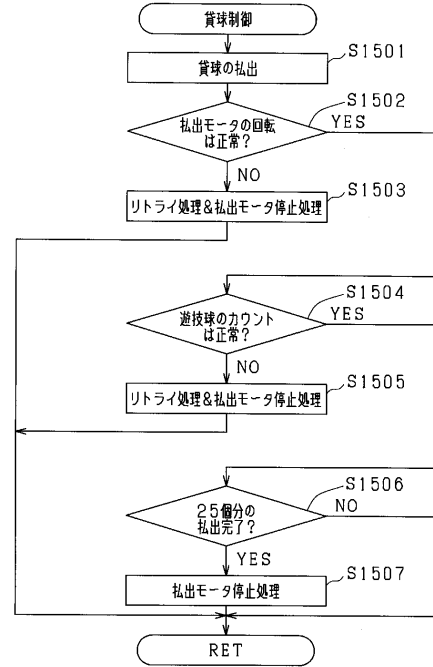 貸球制御
貸球の払出
S1501
払出モータの回転
は正常?
S1502
YES
NO
リトライ処理&払出モータ停止処理
S1503
遊技球のカウント
は正常?
S1504
YES
NO
リトライ処理&払出モータ停止処理
S1505
25個分の
払出完了?
S1506
NO
YES
払出モータ停止処理
S1507
RET